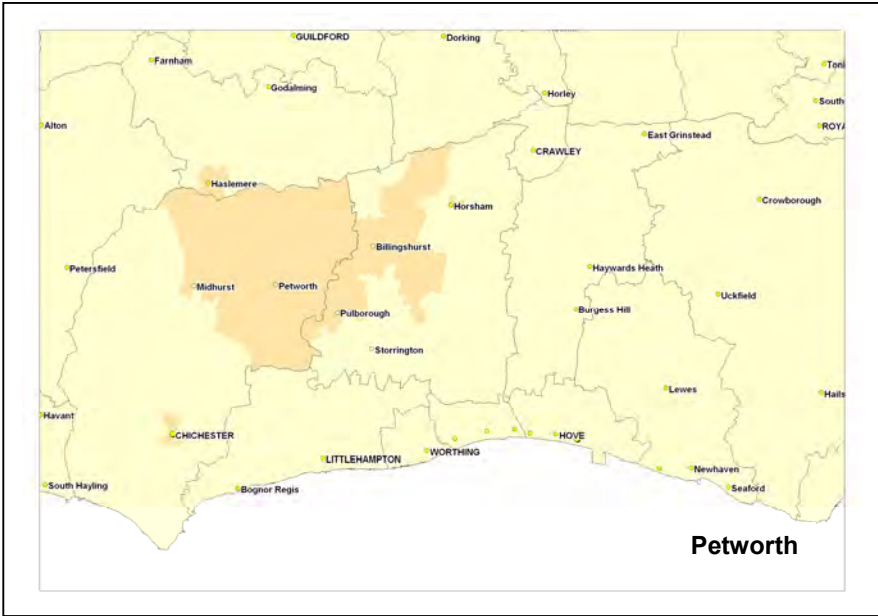 GUILDFORD
Dorking
Farnham
Toni
Godalming
Horley
South
Alton
ROYA
East Grinstead
CRAWLEY
Haslemere
Crowborough
Horsham
Billingshurst
Petersfield
Haywards Heath
Midhurst
Petworth
Uckfield
Pulborough
Burgess Hill
Storrington
Lewes
Hails
Havant
CHICHESTER
HOVE
WORTHING
LITTLEHAMPTON
Newhaven
South Hayling
Bognor Regis
Seaford
Petworth